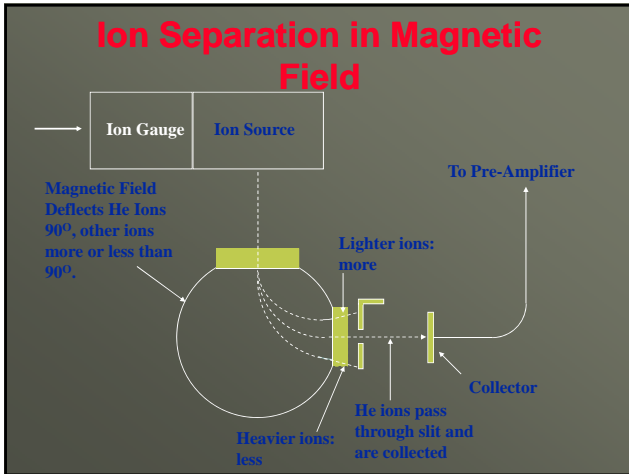 Ion Separation in Magnetic
Field
Ion Gauge
Ion Source
To Pre-Amplifier
Magnetic Field
Deflects He Ions
90⁰, other ions
more or less than
90⁰.
Lighter ions:
more
Collector
He ions pass
through slit and
are collected
Heavier ions:
less